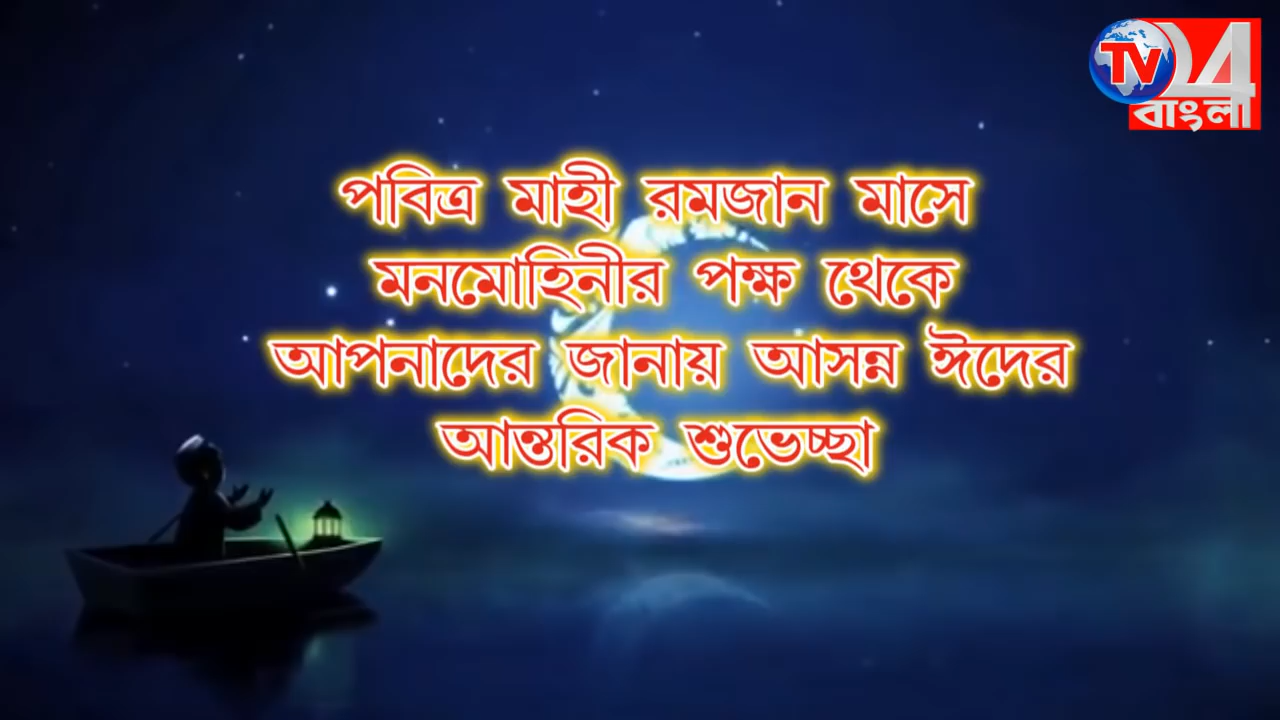 TV 24
বাংলা
পবিত্র মাহী রমজান মাসে
মনমোহিনীর পক্ষ থেকে
আপনাদের জানায় আসন্ন ঈদের
আন্তরিক শুভেচ্ছা